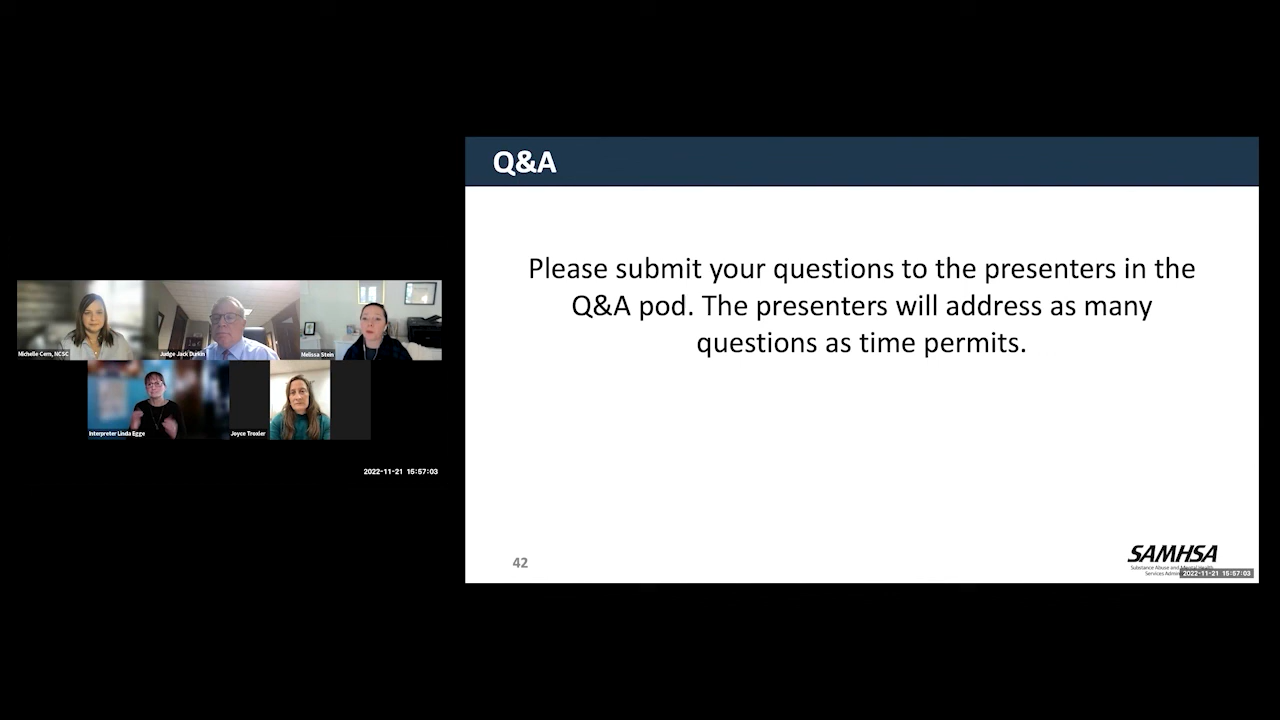 Q&A
Please submit your questions to the presenters in the
Q&A pod. The presenters will address as many
questions as time permits.
Michelle Cern, NCSC
Judge Jack Durkin
Melissa Stein
Interpreter Linda Egge
Joyce Troxler
2022-11-21 15:57:03
42
SAMHSA
Substance Abuse and Mental Health
Services
2022-11-21 15:57:03